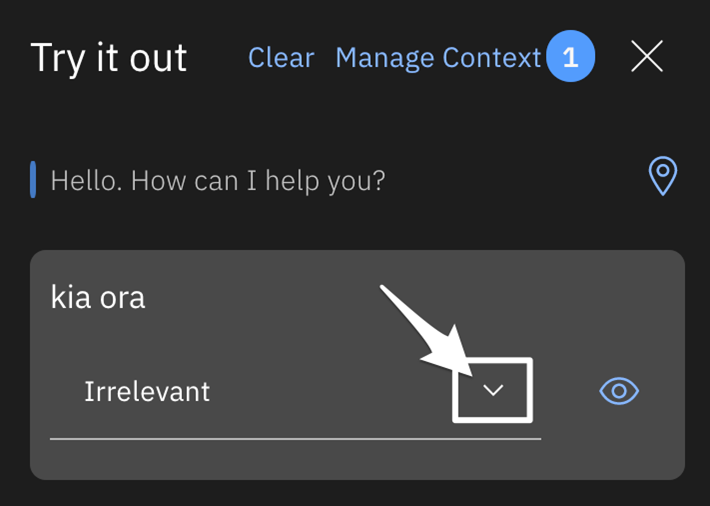 Try it out Clear Manage Context 1
Hello. How can I help you?
kia ora
Irrelevant